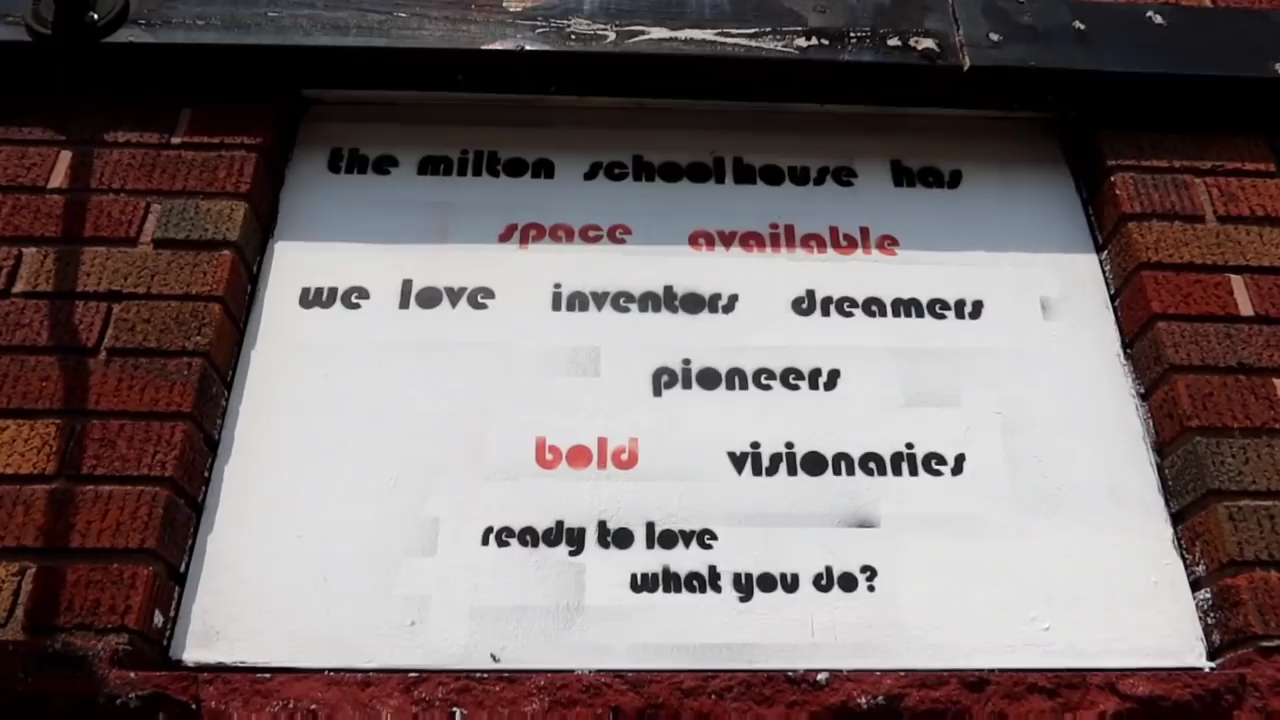 the milton schoolhouse has
space available
we love inventors dreamers
pioneers
bold visionaries
ready to love
what you do?